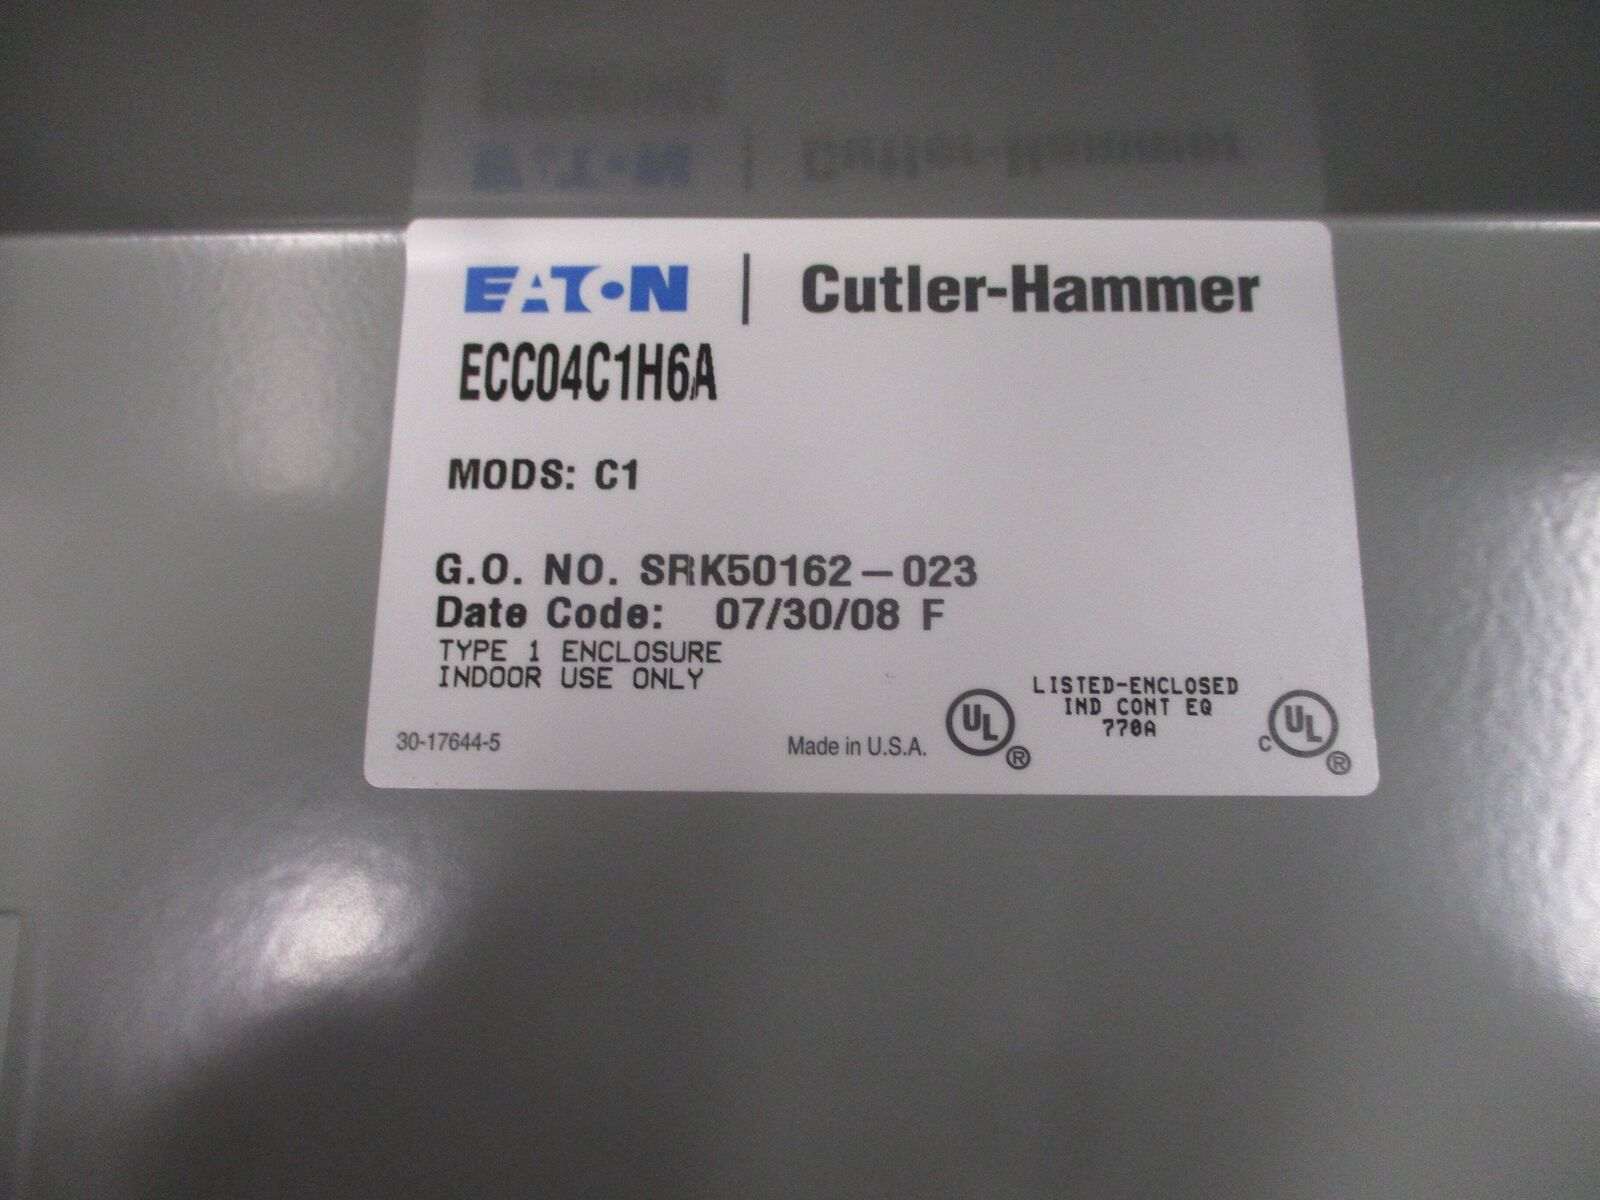 EATON | Cutler-Hammer
ECC04C1H6A
MODS: C1
G.O. NO. SRK50162-023
Date Code: 07/30/08 F
TYPE 1 ENCLOSURE
INDOOR USE ONLY
30-17644-5
Made in U.S.A.
UL ®
LISTED-ENCLOSED
IND CONT EQ
770A
C UL ®